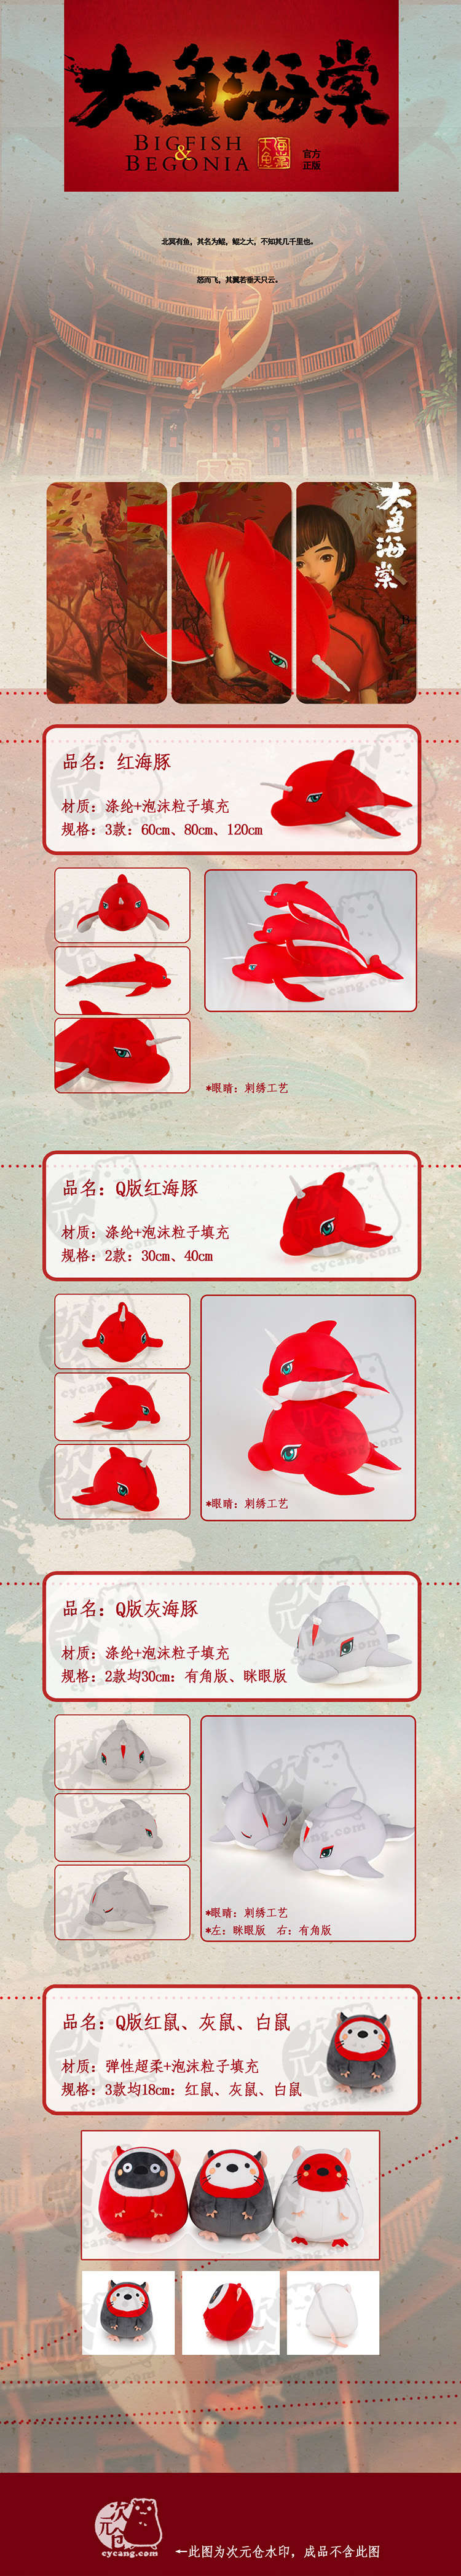 大鱼海棠
BIGFISH
&
BEGONIA
大鱼海棠
官方
正版
北冥有鱼，其名为鲲，鲲之大，不知其几千里也。
怒而飞，其翼若垂天只云。
大鱼海棠
B
品名：红海豚
材质：涤纶+泡沫粒子填充
规格：3款：60cm、80cm、120cm
次元仓
cycang.com
*眼睛：刺绣工艺
品名：Q版红海豚
材质：涤纶+泡沫粒子填充
规格：2款：30cm、40cm
*眼睛：刺绣工艺
品名：Q版灰海豚
材质：涤纶+泡沫粒子填充
规格：2款均30cm：有角版、眯眼版
*眼睛：刺绣工艺
*左：眯眼版 右：有角版
品名：Q版红鼠、灰鼠、白鼠
材质：弹性超柔+泡沫粒子填充
规格：3款均18cm：红鼠、灰鼠、白鼠
次元仓
cycang.com
←此图为次元仓水印，成品不含此图